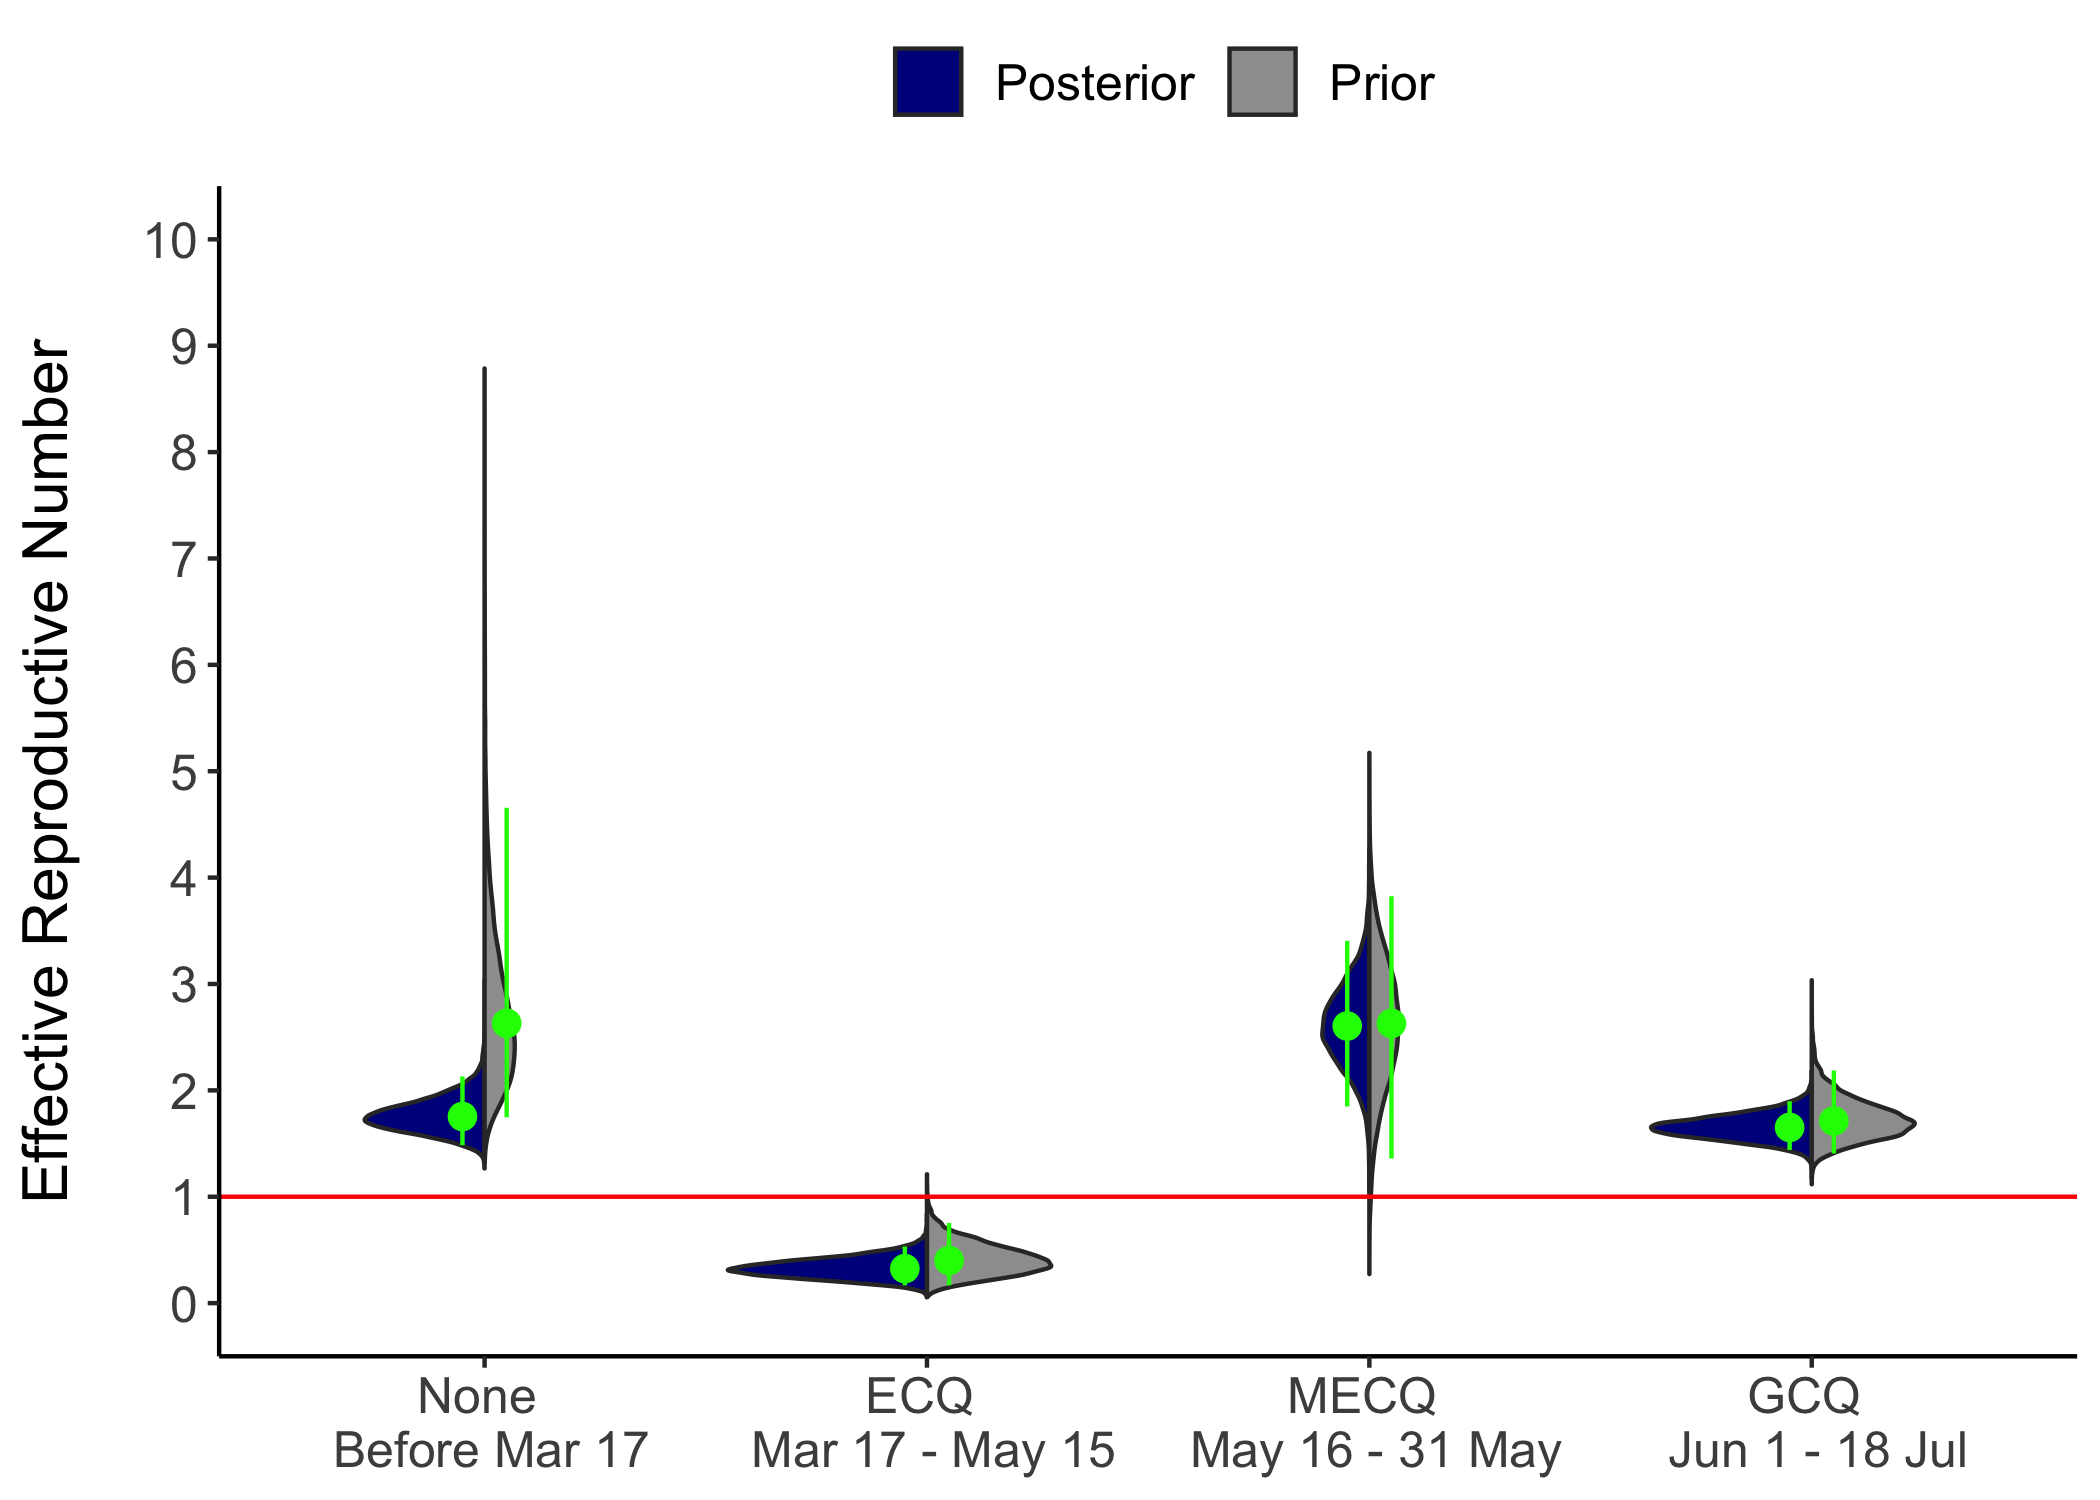 Posterior Prior
Effective Reproductive Number
10
9
8
7
6
5
4
3
2
1
0
None ECQ MECQ GCQ
Before Mar 17 Mar 17 - May 15 May 16 - 31 May Jun 1 - 18 Jul